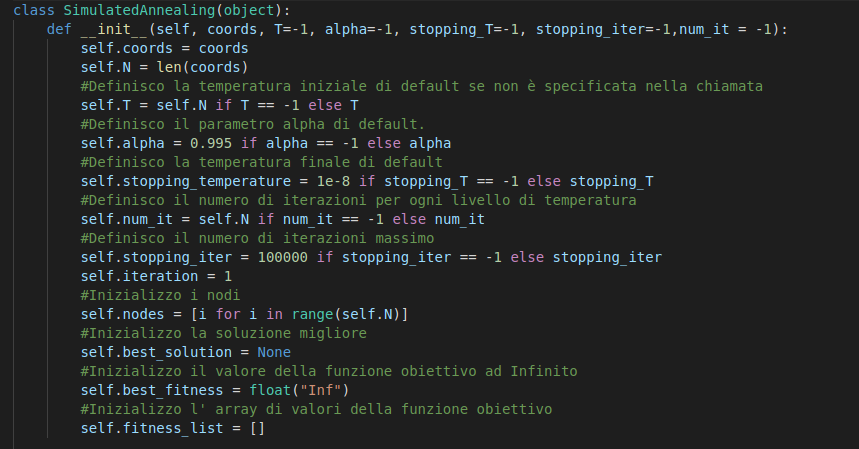 class SimulatedAnnealing(object):
    def __init__(self, coords, T=-1, alpha=-1, stopping_T=-1, stopping_iter=-1,num_it = -1):
        self.coords = coords
        self.N = len(coords)
        #Definisco la temperatura iniziale di default se non è specificata nella chiamata
        self.T = self.N if T == -1 else T
        #Definisco il parametro alpha di default.
        self.alpha = 0.995 if alpha == -1 else alpha
        #Definisco la temperatura finale di default
        self.stopping_temperature = 1e-8 if stopping_T == -1 else stopping_T
        #Definisco il numero di iterazioni per ogni livello di temperatura
        self.num_it = self.N if num_it == -1 else num_it
        #Definisco il numero di iterazioni massimo
        self.stopping_iter = 100000 if stopping_iter == -1 else stopping_iter
        self.iteration = 1
        #Inizializzo i nodi
        self.nodes = [i for i in range(self.N)]
        #Inizializzo la soluzione migliore
        self.best_solution = None
        #Inizializzo il valore della funzione obiettivo ad Infinito
        self.best_fitness = float("Inf")
        #Inizializzo l' array di valori della funzione obiettivo
        self.fitness_list = []